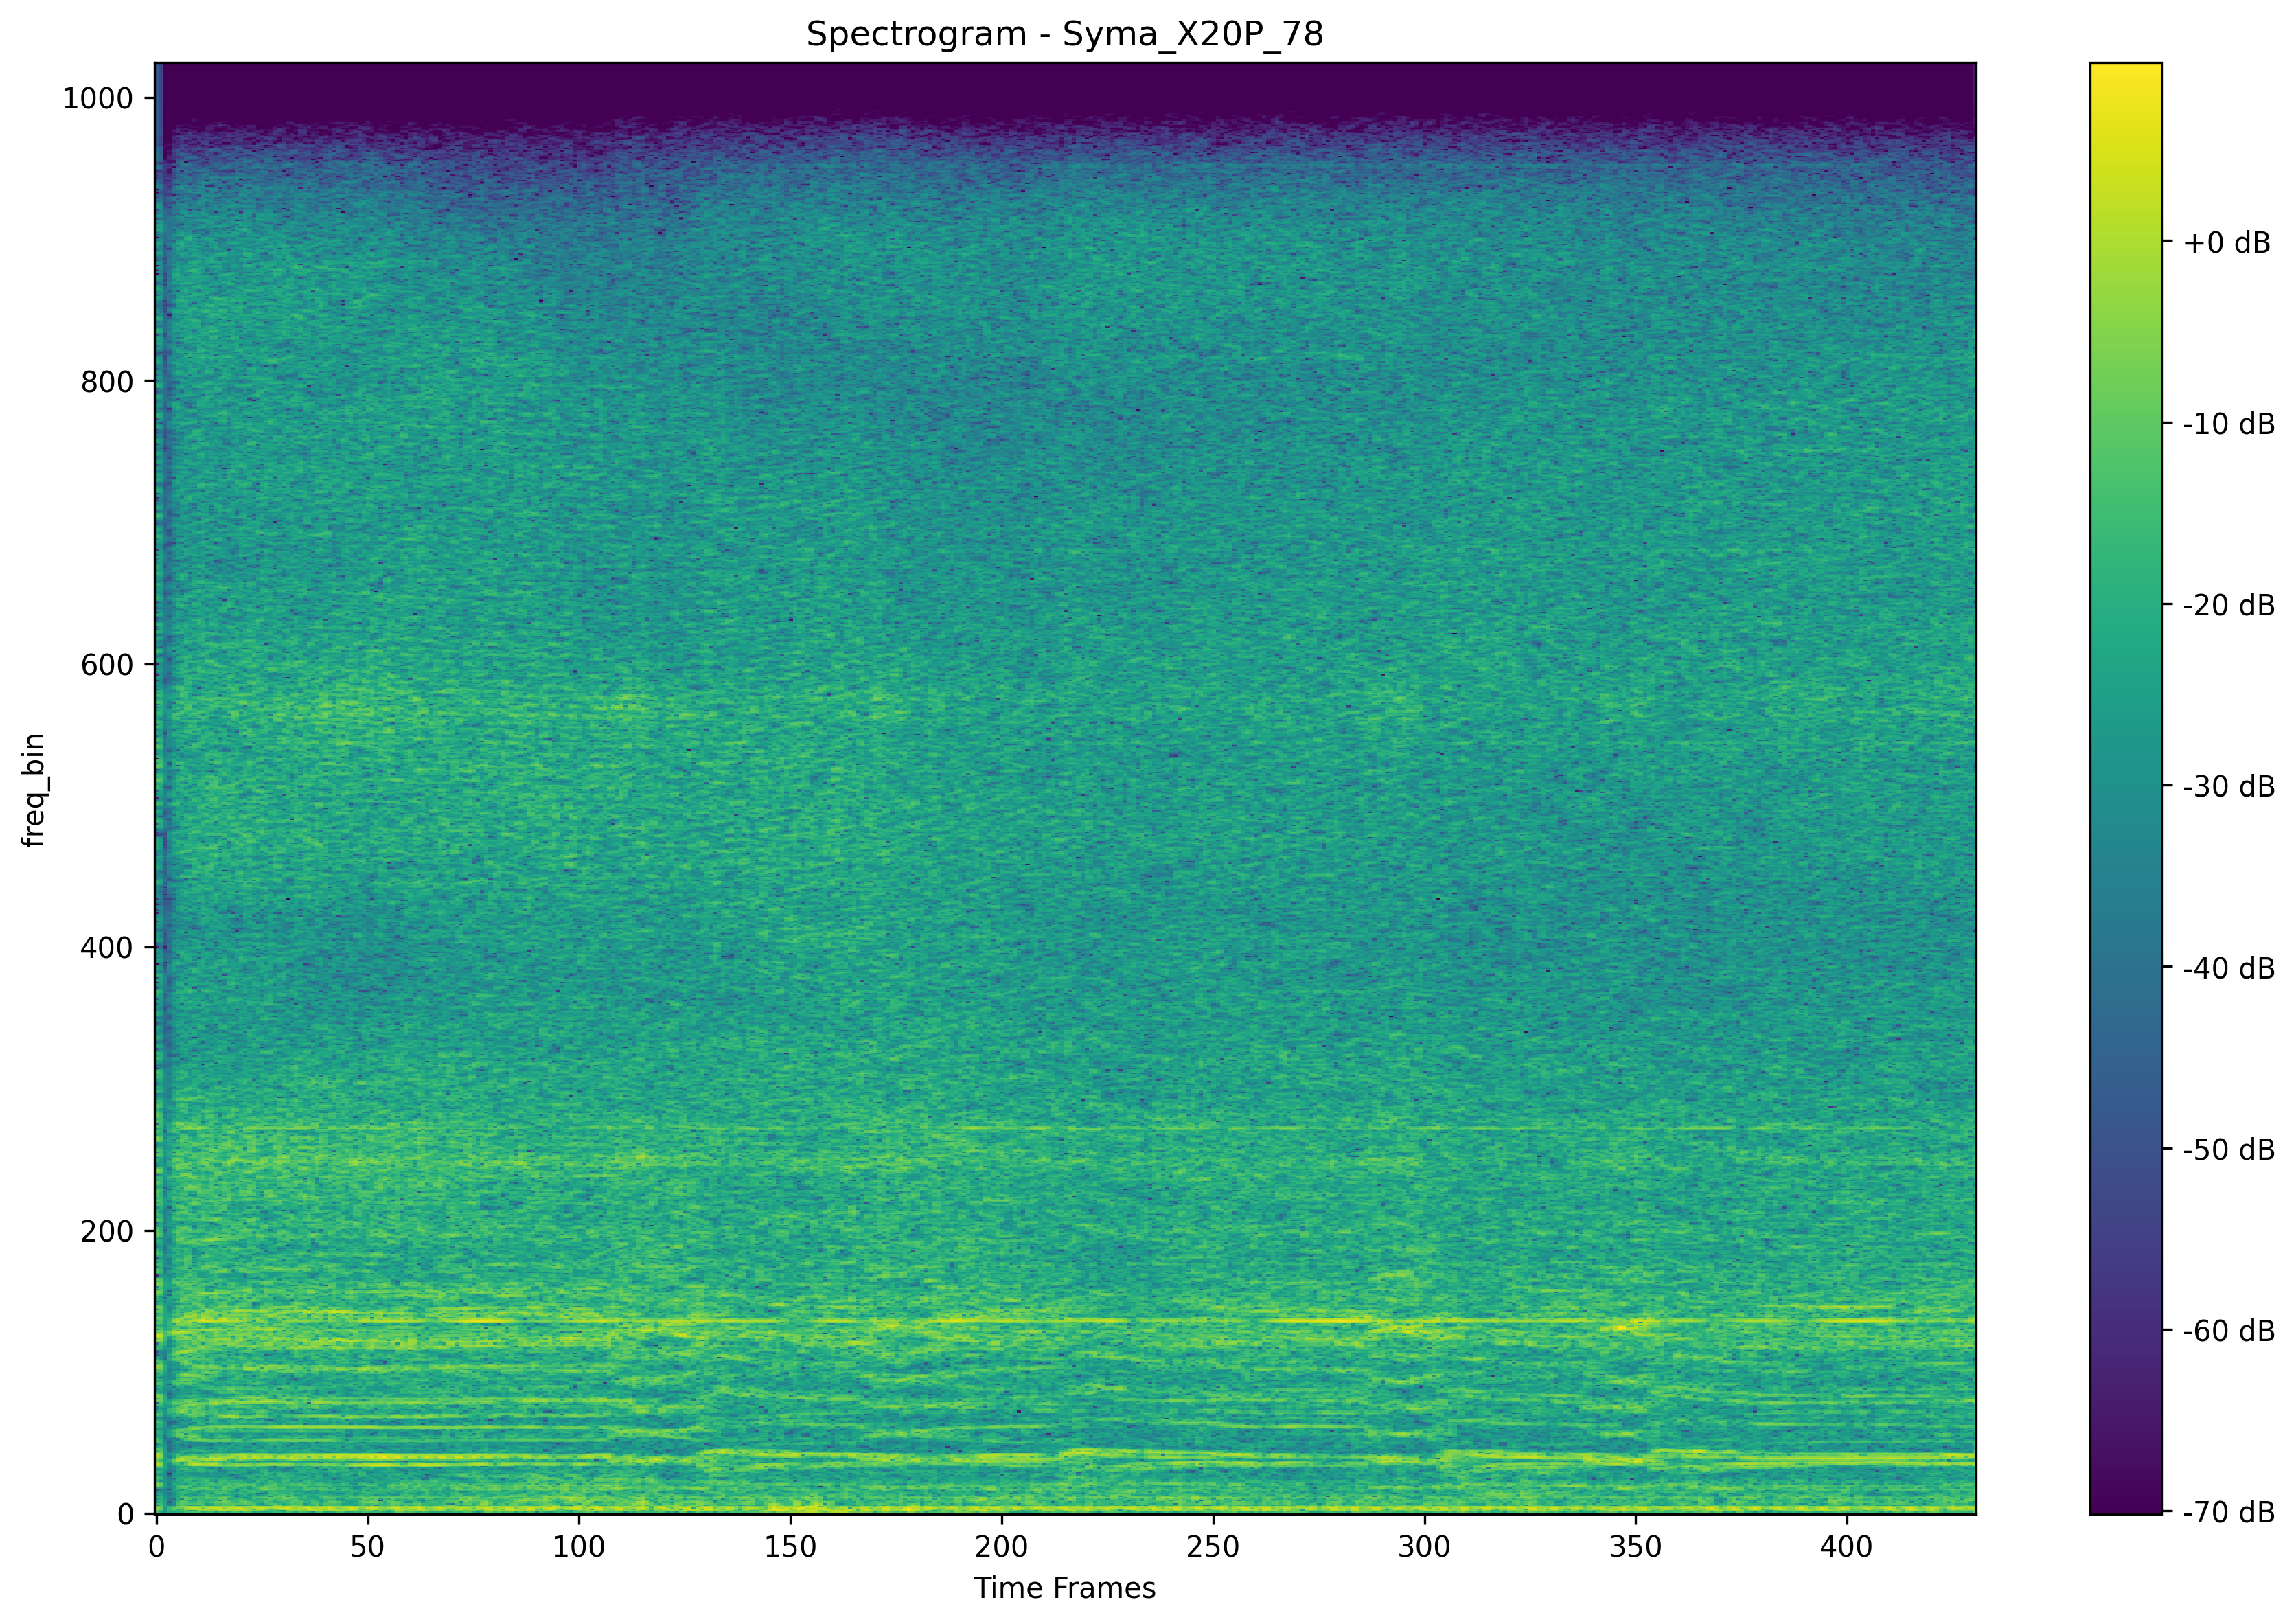 Spectrogram - Syma_X20P_78
freq_bin
1000
800
600
400
200
0
0 50 100 150 200 250 300 350 400
Time Frames
+0 dB
-10 dB
-20 dB
-30 dB
-40 dB
-50 dB
-60 dB
-70 dB